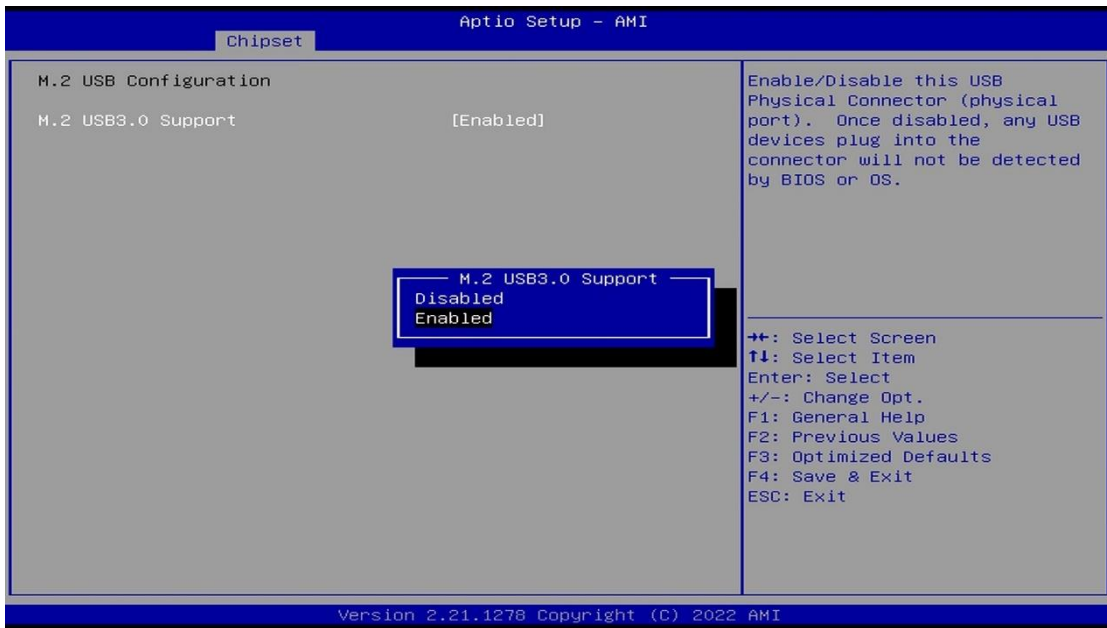 Aptio Setup – AMI
Chipset
M.2 USB Configuration
M.2 USB3.0 Support [Enabled]
Enable/Disable this USB
Physical Connector (physical
port).  Once disabled, any USB
devices plug into the
connector will not be detected
by BIOS or OS.
M.2 USB3.0 Support
Disabled
Enabled
→←: Select Screen
↑↓: Select Item
Enter: Select
+/-: Change Opt.
F1: General Help
F2: Previous Values
F3: Optimized Defaults
F4: Save & Exit
ESC: Exit
Version 2.21.1278 Copyright (C) 2022 AMI